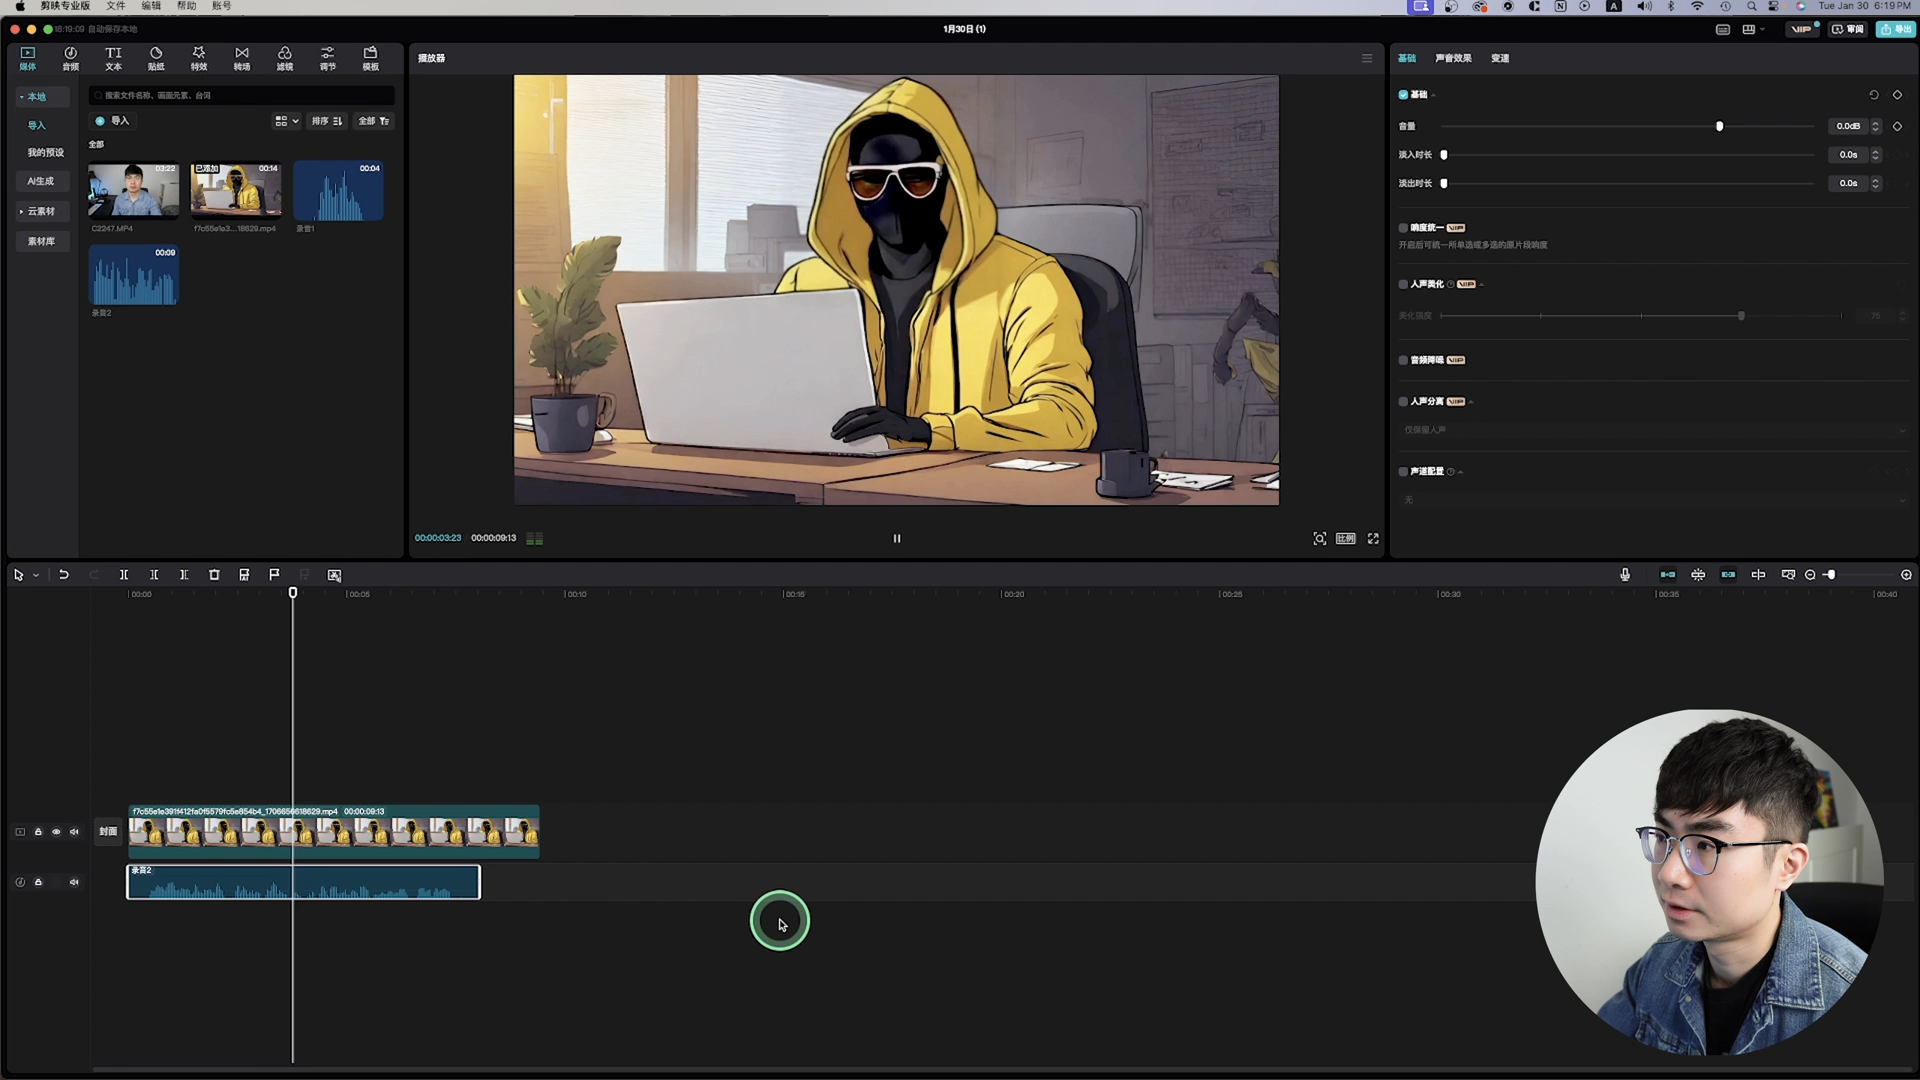 剪映专业版 文件 编辑 帮助 账号
Tue Jan 30 6:19 PM
18:19:09 自动保存本地
1月30日 (1)
VIP 审阅 导出
媒体 音频 文本 贴纸 特效 转场 滤镜 调节 模板
本地
导入
我的预设
AI生成
云素材
素材库
搜索文件名称、画面元素、台词
导入
排序 全部
全部
03:22
C2247.MP4
已添加 00:14
f7c55e1e3...18629.mp4
00:04
录音1
00:09
录音2
播放器
00:00:03:23 00:00:09:13
比例
基础 声音效果 变速
基础
音量 0.0dB
淡入时长 0.0s
淡出时长 0.0s
响度统一 VIP
开启后可统一所单选或多选的原片段响度
人声美化 VIP
美化强度 75
音频降噪 VIP
人声分离 VIP
仅保留人声
声道配置
无
00:00 00:05 00:10 00:15 00:20 00:25 00:30 00:35 00:40
封面
f7c55e1e391f412fa0f5579fc5e854b4_1706656618629.mp4 00:00:09:13
录音2